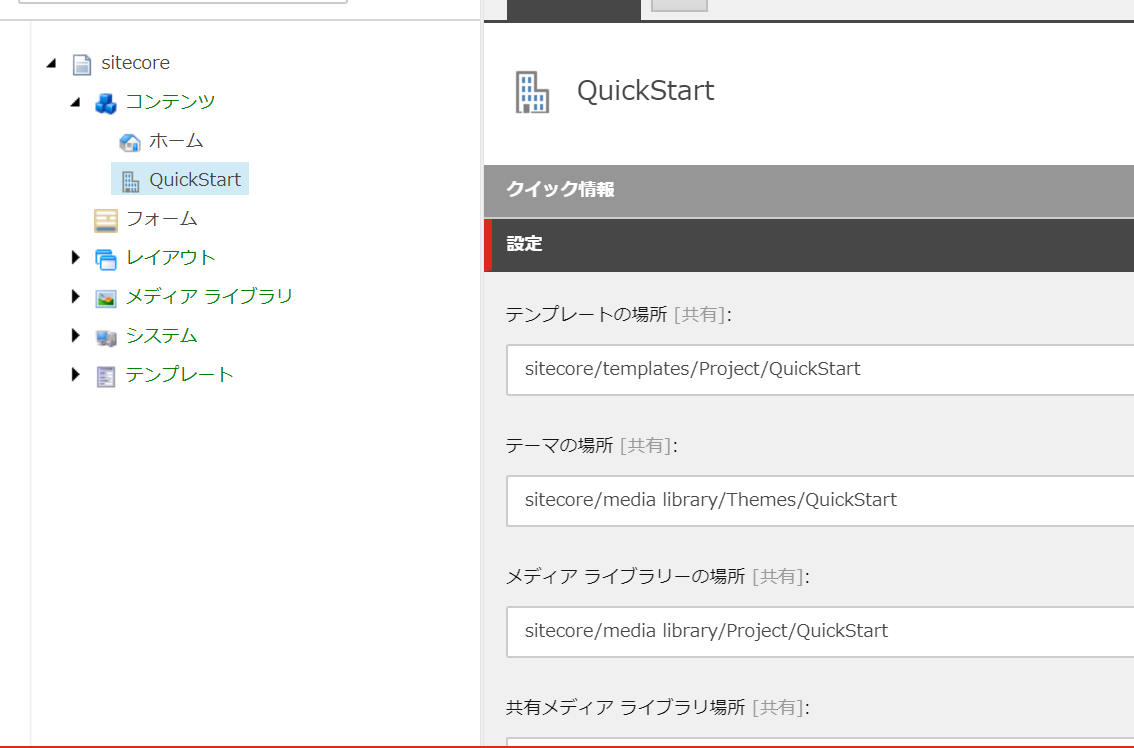 sitecore
コンテンツ
ホーム
QuickStart
フォーム
レイアウト
メディア ライブラリ
システム
テンプレート
QuickStart
クイック情報
設定
テンプレートの場所 [共有]:
sitecore/templates/Project/QuickStart
テーマの場所 [共有]:
sitecore/media library/Themes/QuickStart
メディア ライブラリーの場所 [共有]:
sitecore/media library/Project/QuickStart
共有メディア ライブラリ場所 [共有]: